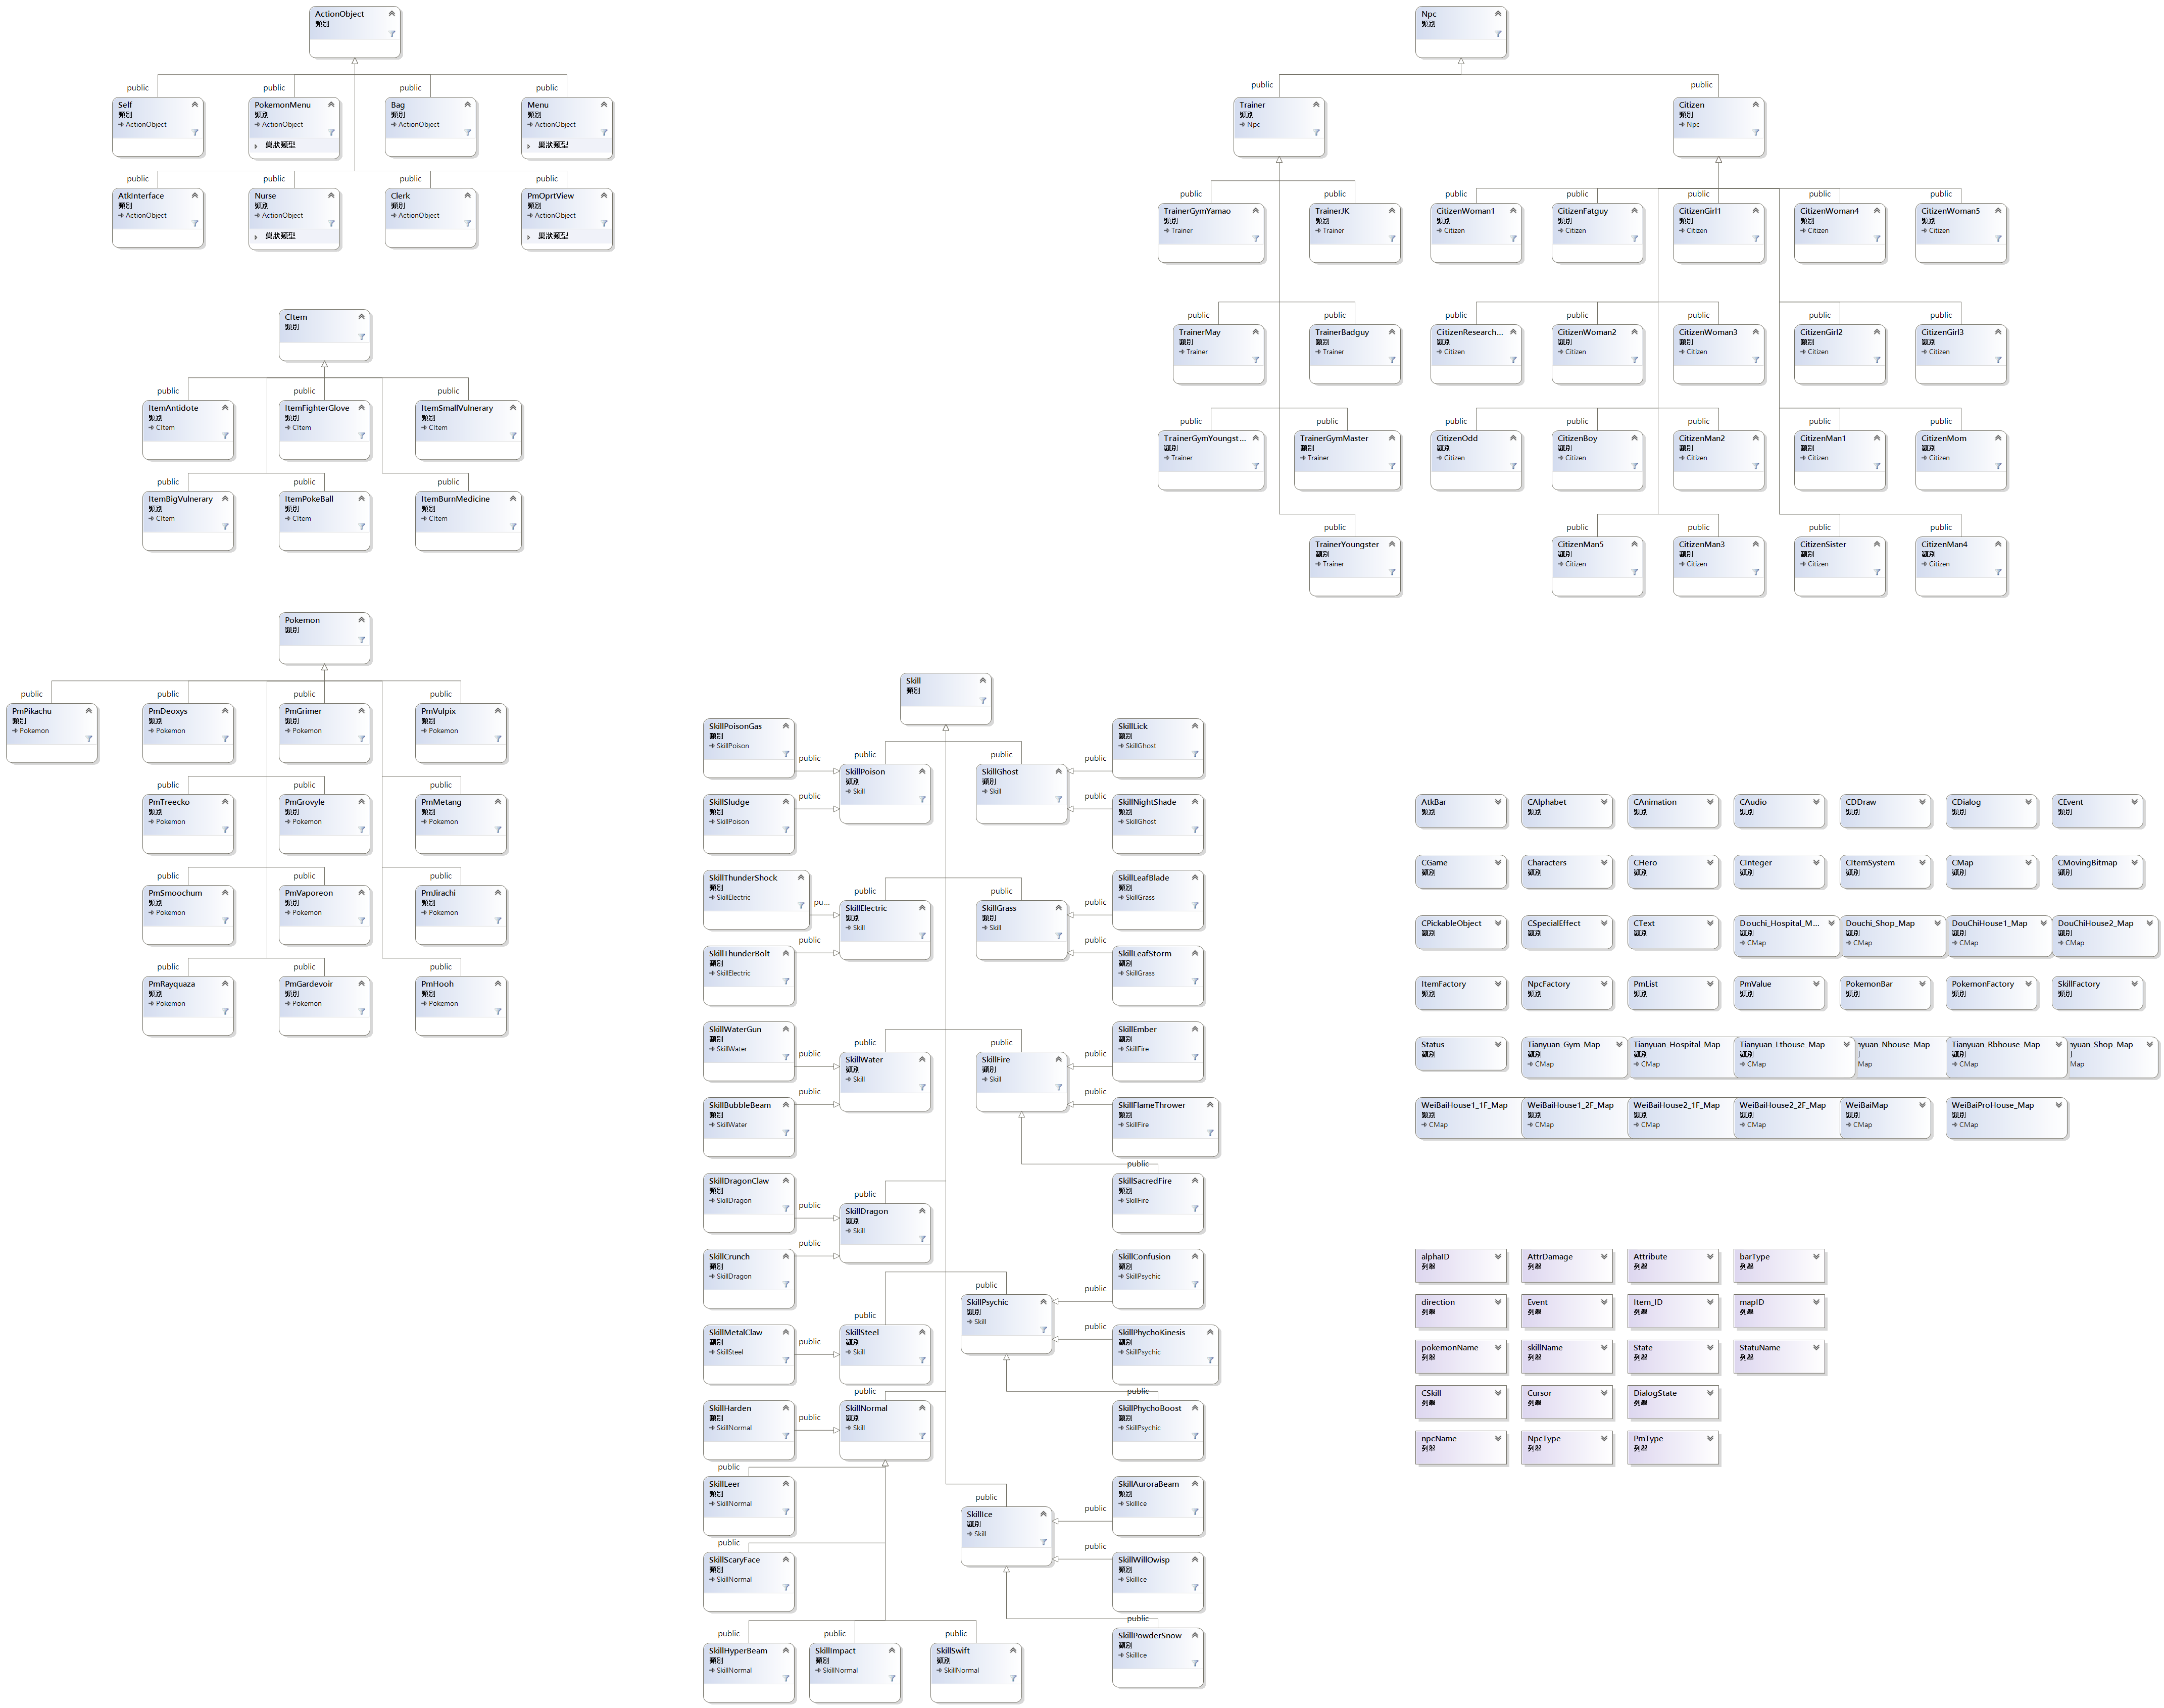 ActionObject
類別
public
public
public
public
Self
類別
ActionObject
PokemonMenu
類別
ActionObject
巢狀類型
Bag
類別
ActionObject
Menu
類別
ActionObject
巢狀類型
public
public
public
public
AtkInterface
類別
ActionObject
Nurse
類別
ActionObject
巢狀類型
Clerk
類別
ActionObject
PmOprtView
類別
ActionObject
巢狀類型
Npc
類別
public
public
Trainer
類別
Npc
Citizen
類別
Npc
public
public
public
public
public
public
public
TrainerGymYamao
類別
Trainer
TrainerJK
類別
Trainer
CitizenWoman1
類別
Citizen
CitizenFatguy
類別
Citizen
CitizenGirl1
類別
Citizen
CitizenWoman4
類別
Citizen
CitizenWoman5
類別
Citizen
public
public
public
public
public
public
public
TrainerMay
類別
Trainer
TrainerBadguy
類別
Trainer
CitizenResearch...
類別
Citizen
CitizenWoman2
類別
Citizen
CitizenWoman3
類別
Citizen
CitizenGirl2
類別
Citizen
CitizenGirl3
類別
Citizen
public
public
public
public
public
public
public
TrainerGymYoungst...
類別
Trainer
TrainerGymMaster
類別
Trainer
CitizenOdd
類別
Citizen
CitizenBoy
類別
Citizen
CitizenMan2
類別
Citizen
CitizenMan1
類別
Citizen
CitizenMom
類別
Citizen
public
public
public
public
public
TrainerYoungster
類別
Trainer
CitizenMan5
類別
Citizen
CitizenMan3
類別
Citizen
CitizenSister
類別
Citizen
CitizenMan4
類別
Citizen
CItem
類別
public
public
public
ItemAntidote
類別
CItem
ItemFighterGlove
類別
CItem
ItemSmallVulnerary
類別
CItem
public
public
public
ItemBigVulnerary
類別
CItem
ItemPokeBall
類別
CItem
ItemBurnMedicine
類別
CItem
Pokemon
類別
public
public
public
public
PmPikachu
類別
Pokemon
PmDeoxys
類別
Pokemon
PmGrimer
類別
Pokemon
PmVulpix
類別
Pokemon
public
public
public
PmTreecko
類別
Pokemon
PmGrovyle
類別
Pokemon
PmMetang
類別
Pokemon
public
public
public
PmSmoochum
類別
Pokemon
PmVaporeon
類別
Pokemon
PmJirachi
類別
Pokemon
public
public
public
PmRayquaza
類別
Pokemon
PmGardevoir
類別
Pokemon
PmHooh
類別
Pokemon
Skill
類別
SkillPoisonGas
類別
SkillPoison
public
public
SkillPoison
類別
Skill
public
SkillGhost
類別
Skill
public
SkillLick
類別
SkillGhost
SkillSludge
類別
SkillPoison
public
public
SkillNightShade
類別
SkillGhost
SkillThunderShock
類別
SkillElectric
pu...
public
SkillElectric
類別
Skill
public
SkillGrass
類別
Skill
public
SkillLeafBlade
類別
SkillGrass
SkillThunderBolt
類別
SkillElectric
public
public
SkillLeafStorm
類別
SkillGrass
SkillWaterGun
類別
SkillWater
public
public
SkillWater
類別
Skill
public
SkillFire
類別
Skill
public
SkillEmber
類別
SkillFire
SkillBubbleBeam
類別
SkillWater
public
public
SkillFlameThrower
類別
SkillFire
SkillDragonClaw
類別
SkillDragon
public
public
SkillDragon
類別
Skill
public
SkillSacredFire
類別
SkillFire
SkillCrunch
類別
SkillDragon
public
public
SkillPsychic
類別
Skill
public
SkillConfusion
類別
SkillPsychic
SkillMetalClaw
類別
SkillSteel
public
public
SkillSteel
類別
Skill
public
SkillPhychoKinesis
類別
SkillPsychic
SkillHarden
類別
SkillNormal
public
public
SkillNormal
類別
Skill
public
SkillPhychoBoost
類別
SkillPsychic
public
SkillLeer
類別
SkillNormal
public
SkillIce
類別
Skill
public
SkillAuroraBeam
類別
SkillIce
public
SkillScaryFace
類別
SkillNormal
public
SkillWillOwisp
類別
SkillIce
public
public
public
public
SkillHyperBeam
類別
SkillNormal
SkillImpact
類別
SkillNormal
SkillSwift
類別
SkillNormal
SkillPowderSnow
類別
SkillIce
AtkBar
類別
CAlphabet
類別
CAnimation
類別
CAudio
類別
CDDraw
類別
CDialog
類別
CEvent
類別
CGame
類別
Characters
類別
CHero
類別
CInteger
類別
CItemSystem
類別
CMap
類別
CMovingBitmap
類別
CPickableObject
類別
CSpecialEffect
類別
CText
類別
Douchi_Hospital_M...
類別
CMap
Douchi_Shop_Map
類別
CMap
DouChiHouse1_Map
類別
CMap
DouChiHouse2_Map
類別
CMap
ItemFactory
類別
NpcFactory
類別
PmList
類別
PmValue
類別
PokemonBar
類別
PokemonFactory
類別
SkillFactory
類別
Status
類別
Tianyuan_Gym_Map
類別
CMap
Tianyuan_Hospital_Map
類別
CMap
Tianyuan_Lthouse_Map
類別
CMap
nyuan_Nhouse_Map
Map
Tianyuan_Rbhouse_Map
類別
CMap
nyuan_Shop_Map
Map
WeiBaiHouse1_1F_Map
類別
CMap
WeiBaiHouse1_2F_Map
類別
CMap
WeiBaiHouse2_1F_Map
類別
CMap
WeiBaiHouse2_2F_Map
類別
CMap
WeiBaiMap
類別
CMap
WeiBaiProHouse_Map
類別
CMap
alphaID
列舉
AttrDamage
列舉
Attribute
列舉
barType
列舉
direction
列舉
Event
列舉
Item_ID
列舉
mapID
列舉
pokemonName
列舉
skillName
列舉
State
列舉
StatuName
列舉
CSkill
列舉
Cursor
列舉
DialogState
列舉
npcName
列舉
NpcType
列舉
PmType
列舉